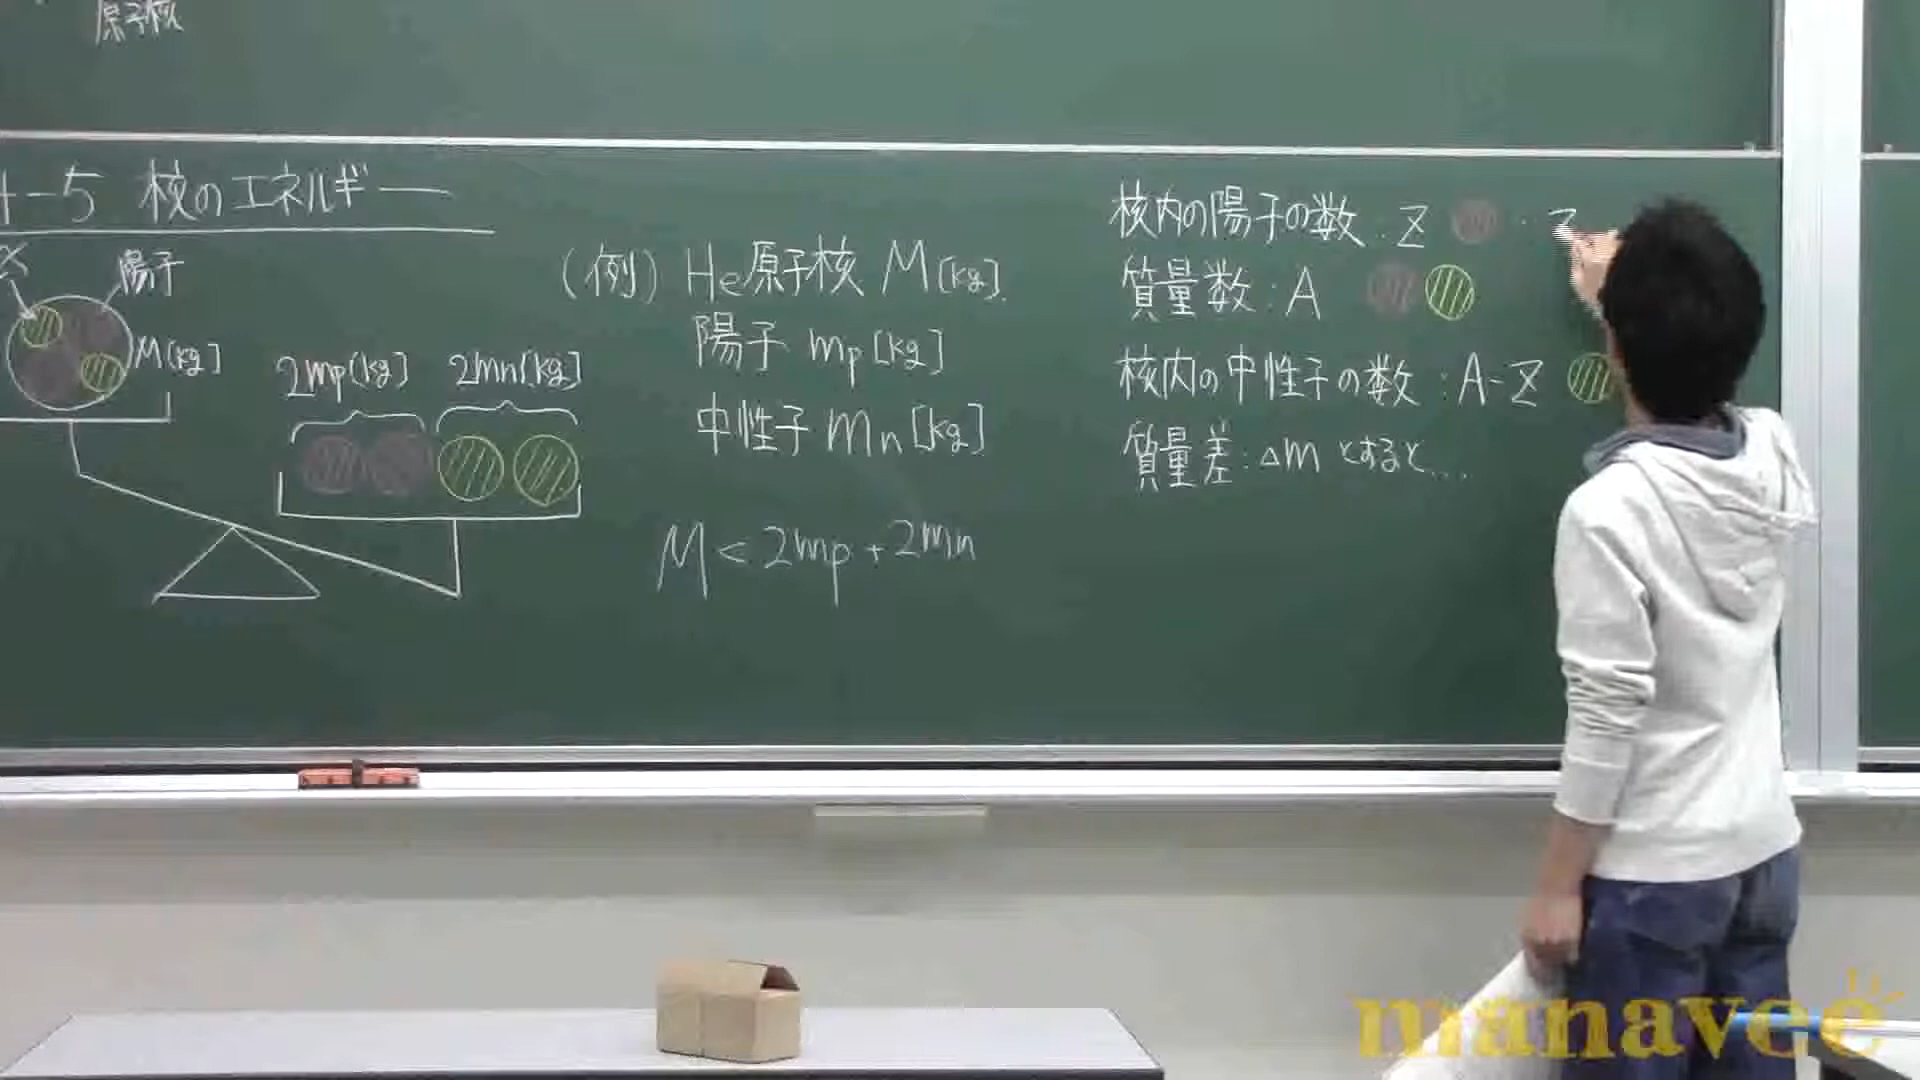 原子核
-5 核のエネルギー
陽子
M[kg]
2mp[kg] 2mn[kg]
(例) He原子核 M[kg].
陽子 mp[kg]
中性子 mn[kg]
M < 2mp + 2mn
核内の陽子の数 : Z
質量数 : A
核内の中性子の数 : A-Z
質量差 : Δm とすると...
manavee